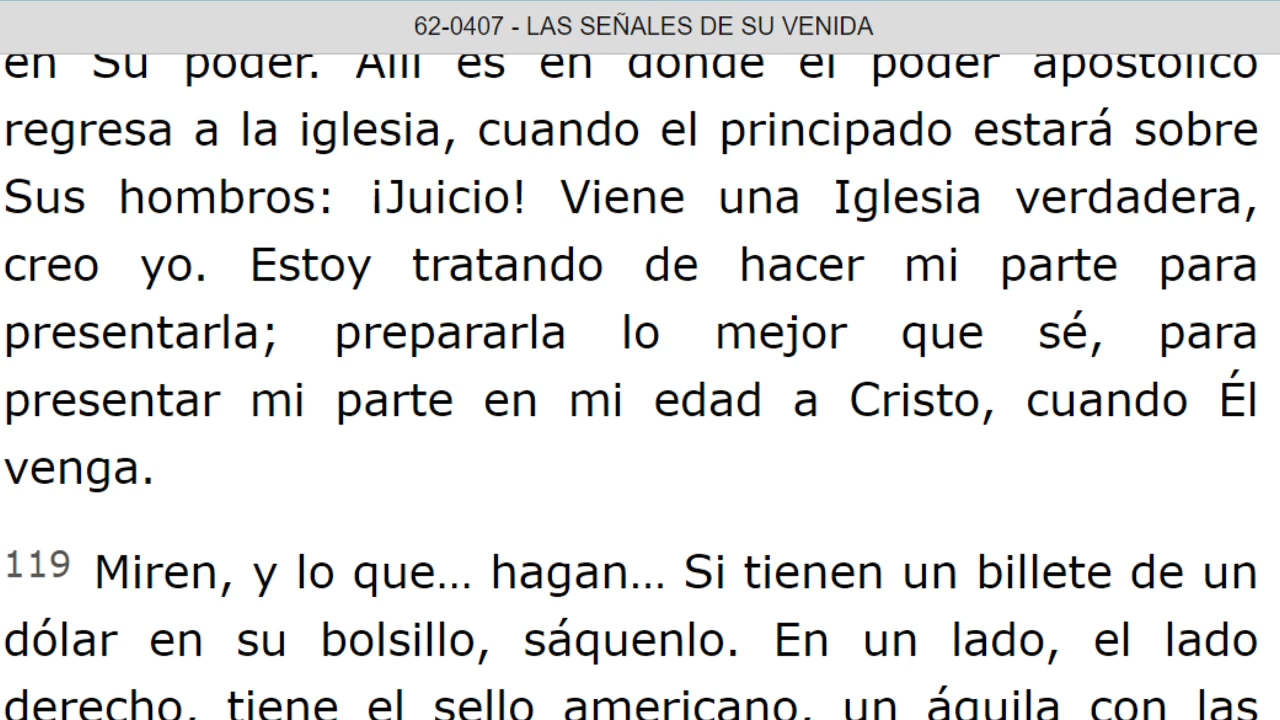 62-0407 - LAS SEÑALES DE SU VENIDA
en Su poder. Allí es en donde el poder apostólico
regresa a la iglesia, cuando el principado estará sobre
Sus hombros: ¡Juicio! Viene una Iglesia verdadera,
creo yo. Estoy tratando de hacer mi parte para
presentarla; prepararla lo mejor que sé, para
presentar mi parte en mi edad a Cristo, cuando Él
venga.
119 Miren, y lo que… hagan… Si tienen un billete de un
dólar en su bolsillo, sáquenlo. En un lado, el lado
derecho, tiene el sello americano, un águila con las